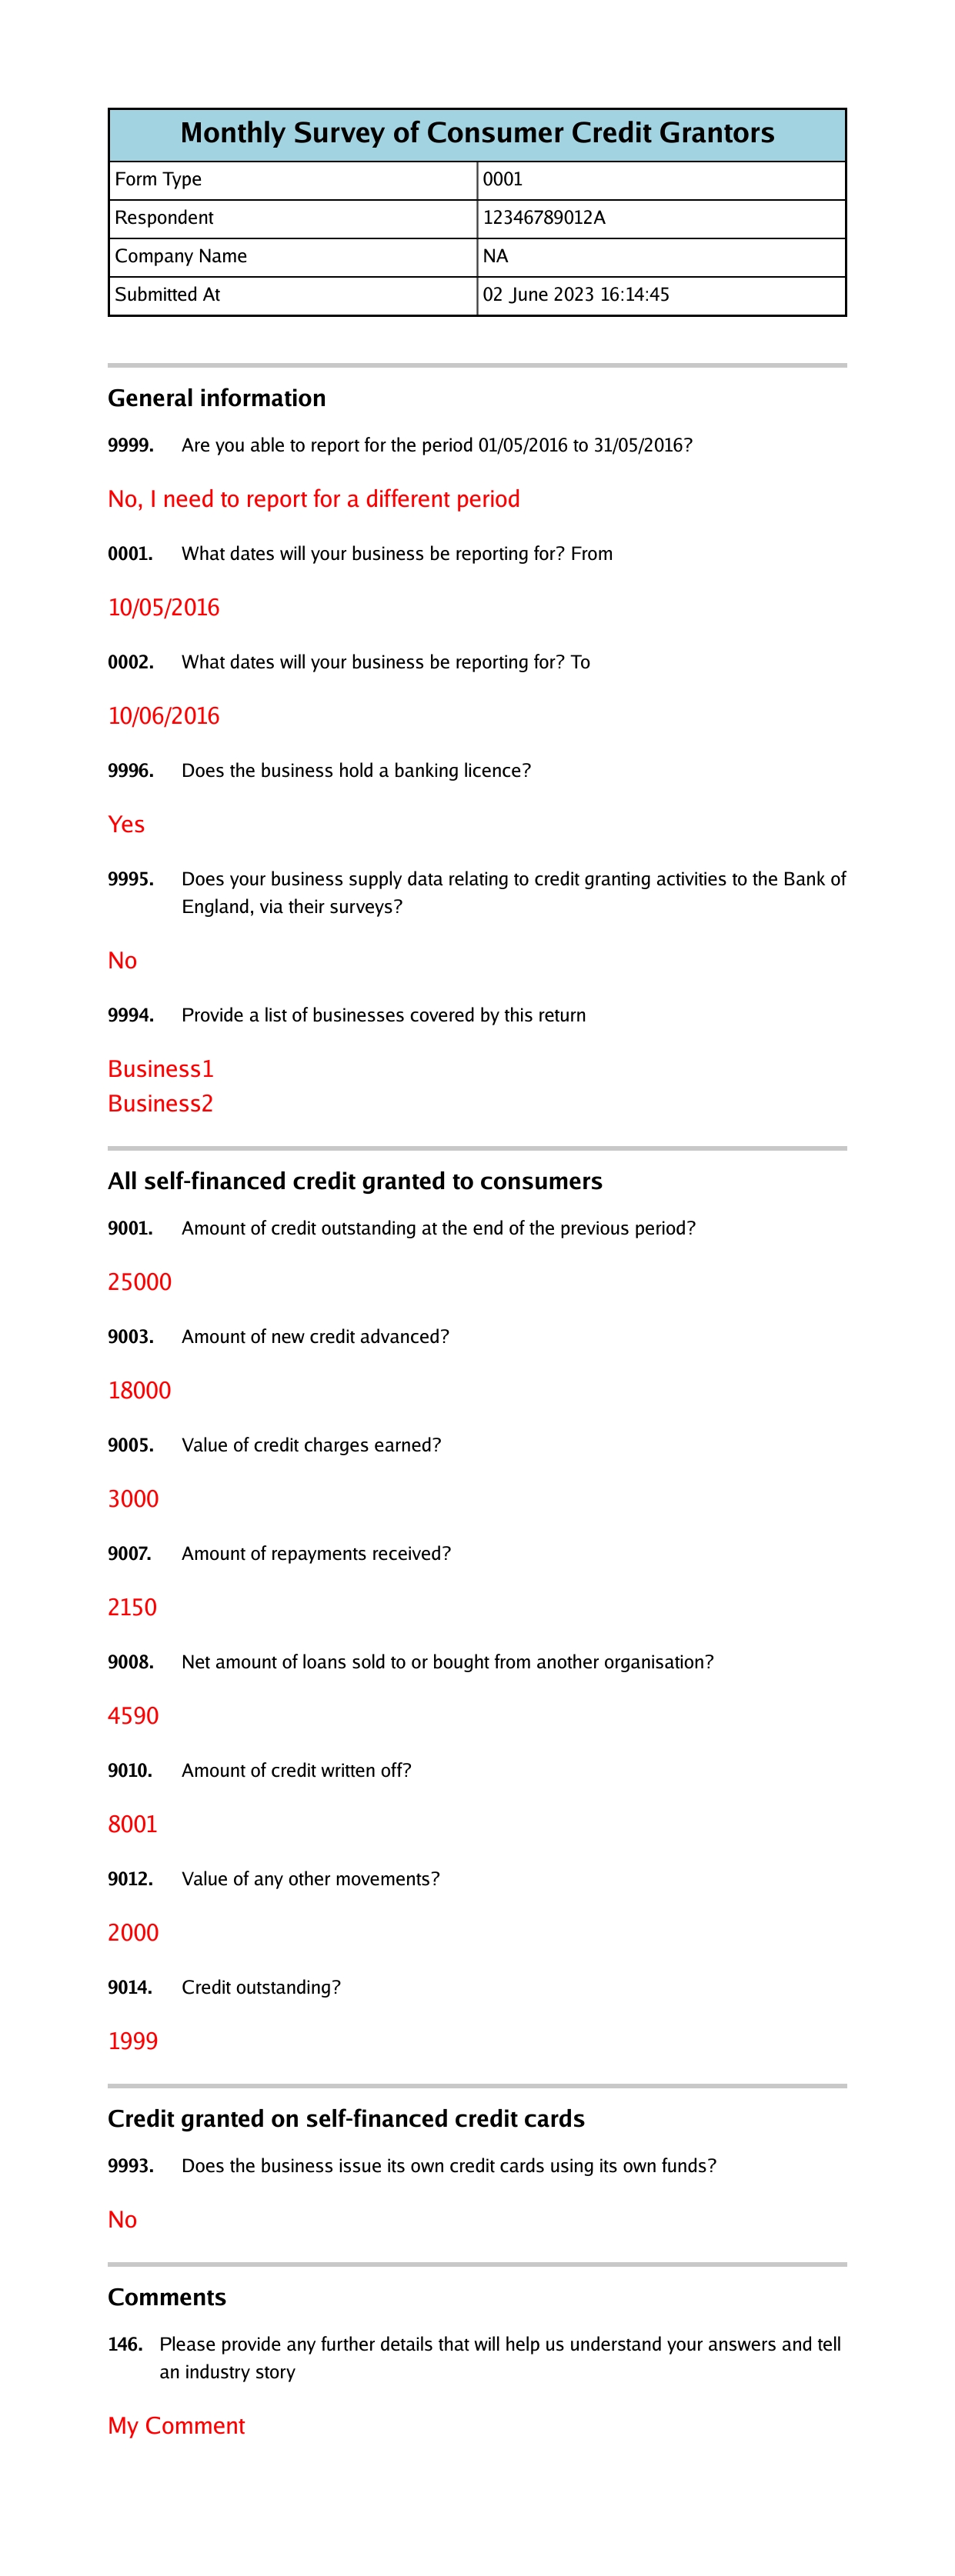 Monthly Survey of Consumer Credit Grantors
Form Type 0001
Respondent 12346789012A
Company Name NA
Submitted At 02 June 2023 16:14:45
General information
9999. Are you able to report for the period 01/05/2016 to 31/05/2016?
No, I need to report for a different period
0001. What dates will your business be reporting for? From
10/05/2016
0002. What dates will your business be reporting for? To
10/06/2016
9996. Does the business hold a banking licence?
Yes
9995. Does your business supply data relating to credit granting activities to the Bank of
England, via their surveys?
No
9994. Provide a list of businesses covered by this return
Business1
Business2
All self-financed credit granted to consumers
9001. Amount of credit outstanding at the end of the previous period?
25000
9003. Amount of new credit advanced?
18000
9005. Value of credit charges earned?
3000
9007. Amount of repayments received?
2150
9008. Net amount of loans sold to or bought from another organisation?
4590
9010. Amount of credit written off?
8001
9012. Value of any other movements?
2000
9014. Credit outstanding?
1999
Credit granted on self-financed credit cards
9993. Does the business issue its own credit cards using its own funds?
No
Comments
146. Please provide any further details that will help us understand your answers and tell
an industry story
My Comment